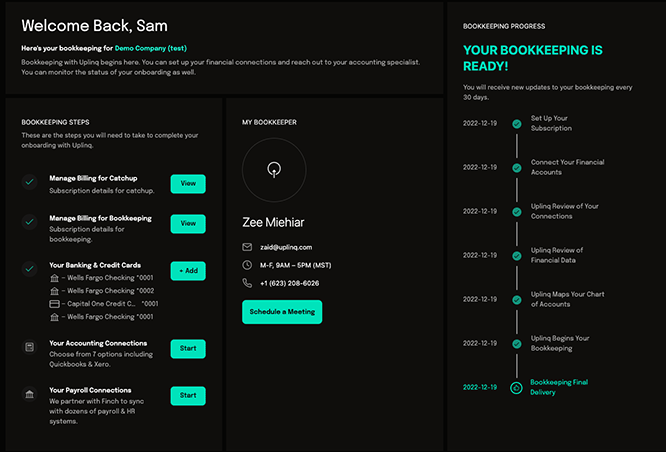 Welcome Back, Sam
Here's your bookkeeping for Demo Company (test)
Bookkeeping with Uplinq begins here. You can set up your financial connections and reach out to your accounting specialist.
You can monitor the status of your onboarding as well.
BOOKKEEPING STEPS
These are the steps you will need to take to complete your
onboarding with Uplinq.
Manage Billing for Catchup
Subscription details for catchup.
View
Manage Billing for Bookkeeping
Subscription details for
bookkeeping.
View
Your Banking & Credit Cards
+ Add
– Wells Fargo Checking *0001
– Wells Fargo Checking *0002
– Capital One Credit C... *0001
– Wells Fargo Checking *0001
Your Accounting Connections
Choose from 7 options including
Quickbooks & Xero.
Start
Your Payroll Connections
We partner with Finch to sync
with dozens of payroll & HR
systems.
Start
MY BOOKKEEPER
Zee Miehiar
zaid@uplinq.com
M-F, 9AM – 5PM (MST)
+1 (623) 208-6026
Schedule a Meeting
BOOKKEEPING PROGRESS
YOUR BOOKKEEPING IS
READY!
You will receive new updates to your bookkeeping every
30 days.
2022-12-19 Set Up Your
Subscription
2022-12-19 Connect Your Financial
Accounts
2022-12-19 Uplinq Review of Your
Connections
2022-12-19 Uplinq Review of
Financial Data
2022-12-19 Uplinq Maps Your Chart
of Accounts
2022-12-19 Uplinq Begins Your
Bookkeeping
2022-12-19 Bookkeeping Final
Delivery